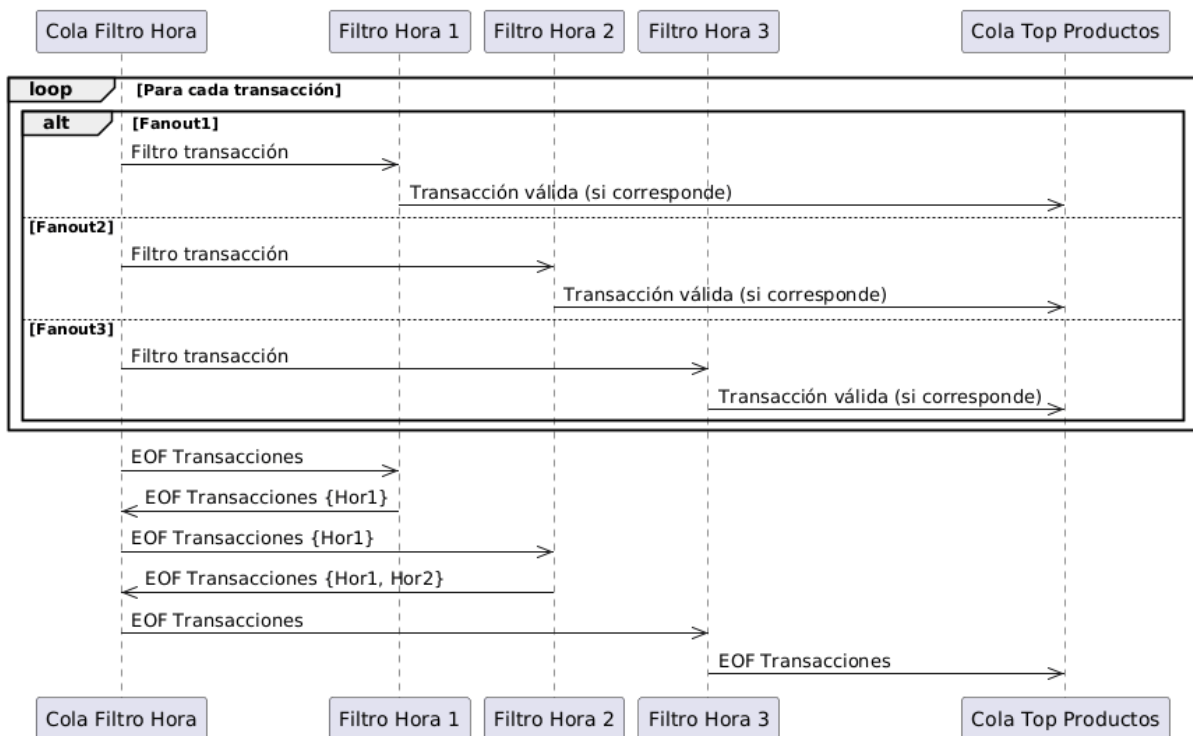 Cola Filtro Hora
Filtro Hora 1
Filtro Hora 2
Filtro Hora 3
Cola Top Productos
loop
[Para cada transacción]
alt
[Fanout1]
Filtro transacción
Transacción válida (si corresponde)
[Fanout2]
Filtro transacción
Transacción válida (si corresponde)
[Fanout3]
Filtro transacción
Transacción válida (si corresponde)
EOF Transacciones
EOF Transacciones {Hor1}
EOF Transacciones {Hor1}
EOF Transacciones {Hor1, Hor2}
EOF Transacciones
EOF Transacciones
Cola Filtro Hora
Filtro Hora 1
Filtro Hora 2
Filtro Hora 3
Cola Top Productos